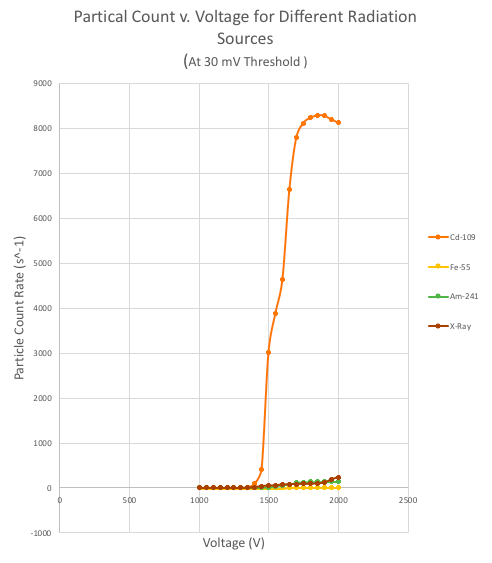 Partical Count v. Voltage for Different Radiation
Sources
(At 30 mV Threshold )
9000
8000
7000
6000
5000
4000
3000
2000
1000
0
-1000
0
500
1000
1500
2000
2500
Particle Count Rate (s^-1)
Voltage (V)
Cd-109
Fe-55
Am-241
X-Ray